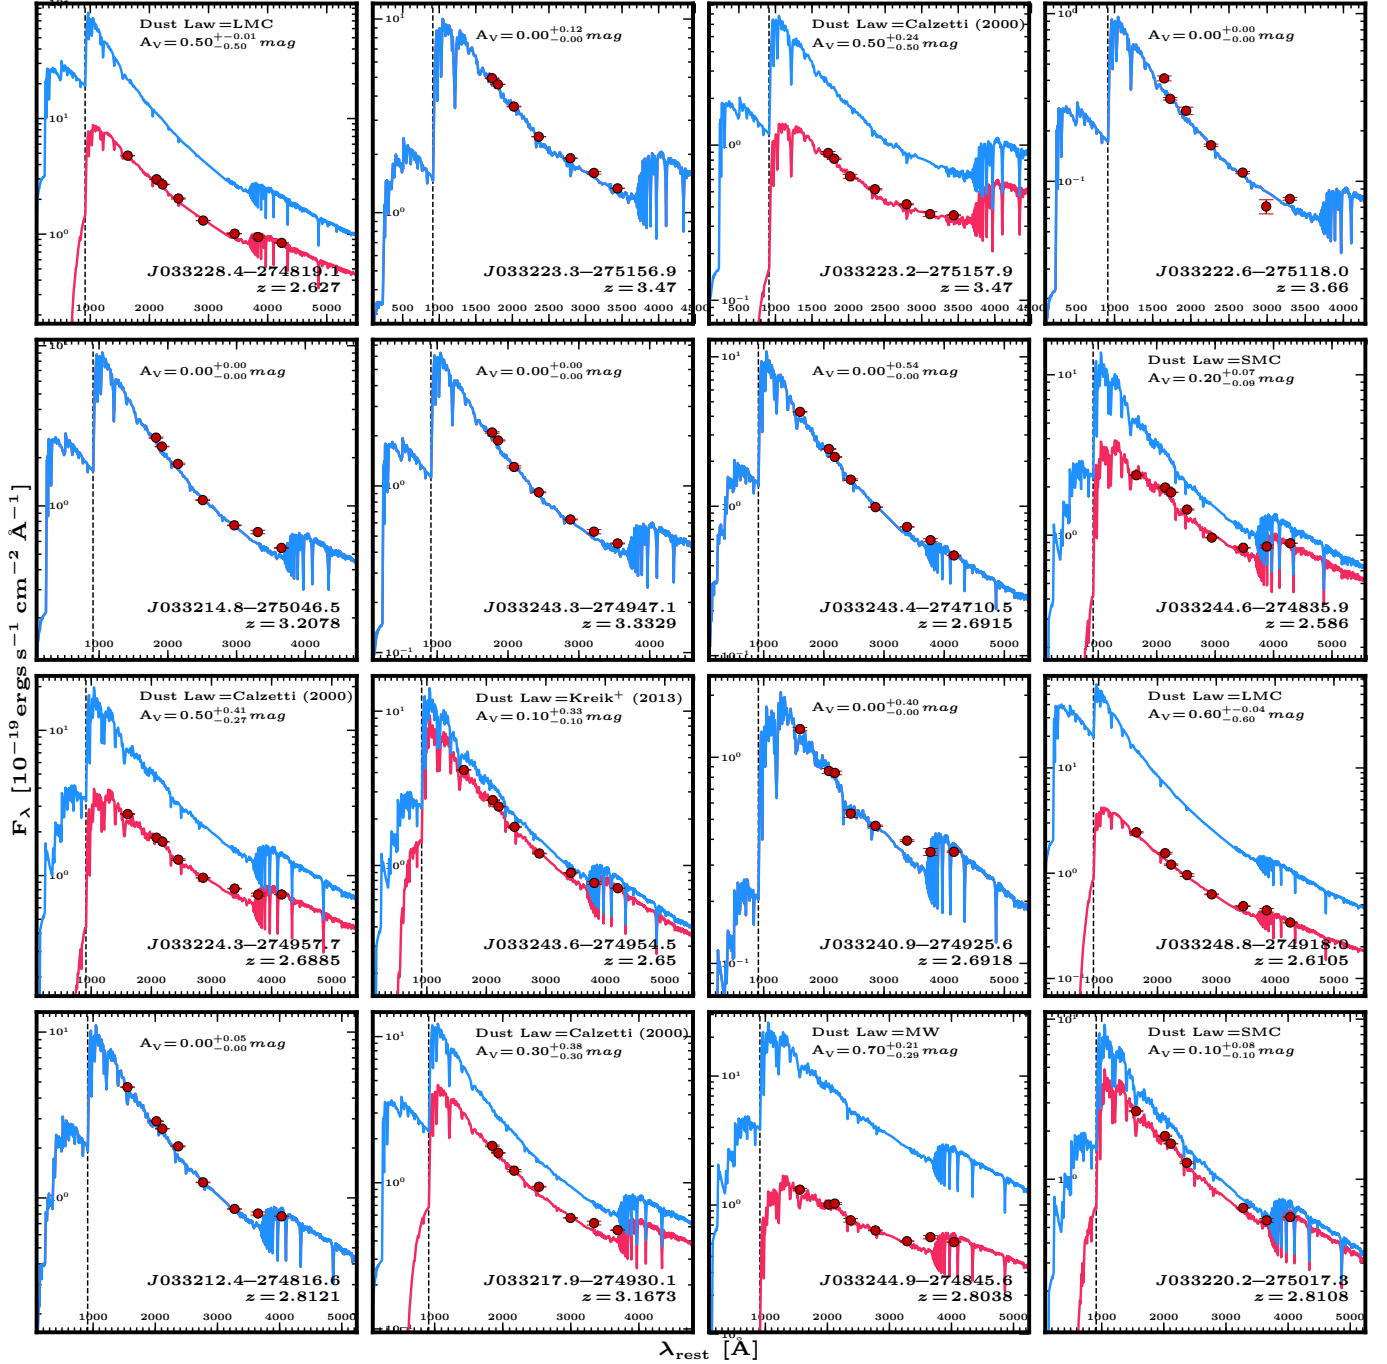 Dust Law=LMC
A_V=0.50^{+-0.01}_{-0.50} mag
J033228.4−274819.1
z=2.627
A_V=0.00^{+0.12}_{-0.00} mag
J033223.3−275156.9
z=3.47
Dust Law=Calzetti (2000)
A_V=0.50^{+0.24}_{-0.50} mag
J033223.2−275157.9
z=3.47
A_V=0.00^{+0.00}_{-0.00} mag
J033222.6−275118.0
z=3.66
A_V=0.00^{+0.00}_{-0.00} mag
J033214.8−275046.5
z=3.2078
A_V=0.00^{+0.00}_{-0.00} mag
J033243.3−274947.1
z=3.3329
A_V=0.00^{+0.54}_{-0.00} mag
J033243.4−274710.5
z=2.6915
Dust Law=SMC
A_V=0.20^{+0.07}_{-0.09} mag
J033244.6−274835.9
z=2.586
Dust Law=Calzetti (2000)
A_V=0.50^{+0.41}_{-0.27} mag
J033224.3−274957.7
z=2.6885
Dust Law=Kreik^+ (2013)
A_V=0.10^{+0.33}_{-0.10} mag
J033243.6−274954.5
z=2.65
A_V=0.00^{+0.40}_{-0.00} mag
J033240.9−274925.6
z=2.6918
Dust Law=LMC
A_V=0.60^{+-0.04}_{-0.60} mag
J033248.8−274918.0
z=2.6105
A_V=0.00^{+0.05}_{-0.00} mag
J033212.4−274816.6
z=2.8121
Dust Law=Calzetti (2000)
A_V=0.30^{+0.38}_{-0.30} mag
J033217.9−274930.1
z=3.1673
Dust Law=MW
A_V=0.70^{+0.21}_{-0.29} mag
J033244.9−274845.6
z=2.8038
Dust Law=SMC
A_V=0.10^{+0.08}_{-0.10} mag
J033220.2−275017.3
z=2.8108
F_λ [10^{−19} ergs s^{−1} cm^{−2} Å^{−1}]
λ_rest [Å]